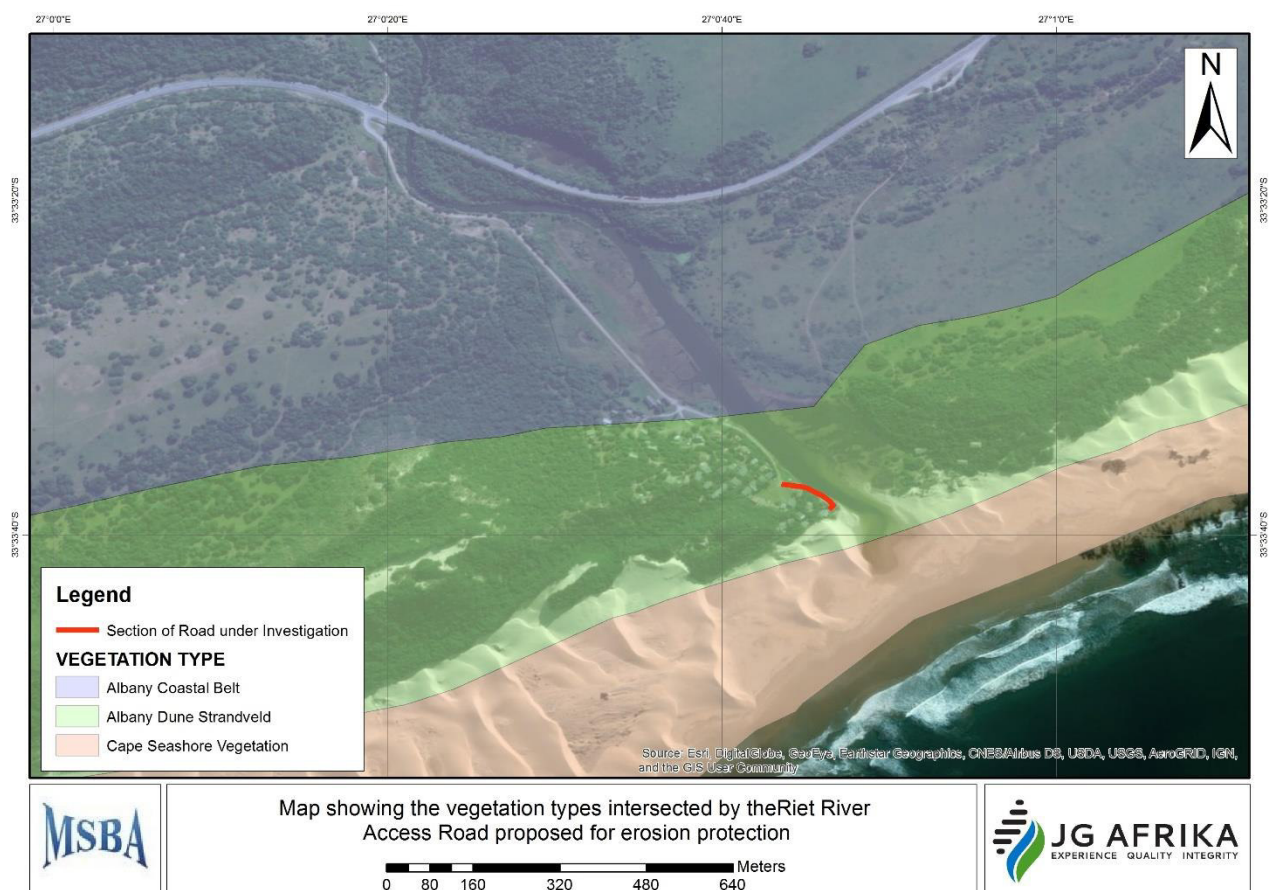 27°0'0"E
27°0'20"E
27°0'40"E
27°1'0"E
N
33°33'20"S
33°33'20"S
33°33'40"S
33°33'40"S
Legend
Section of Road under Investigation
VEGETATION TYPE
Albany Coastal Belt
Albany Dune Strandveld
Cape Seashore Vegetation
Source: Esri, DigitalGlobe, GeoEye, Earthstar Geographics, CNES/Airbus DS, USDA, USGS, AeroGRID, IGN,
and the GIS User Community
MSBA
Map showing the vegetation types intersected by theRiet River
Access Road proposed for erosion protection
Meters
0 80 160 320 480 640
JG AFRIKA
EXPERIENCE QUALITY INTEGRITY